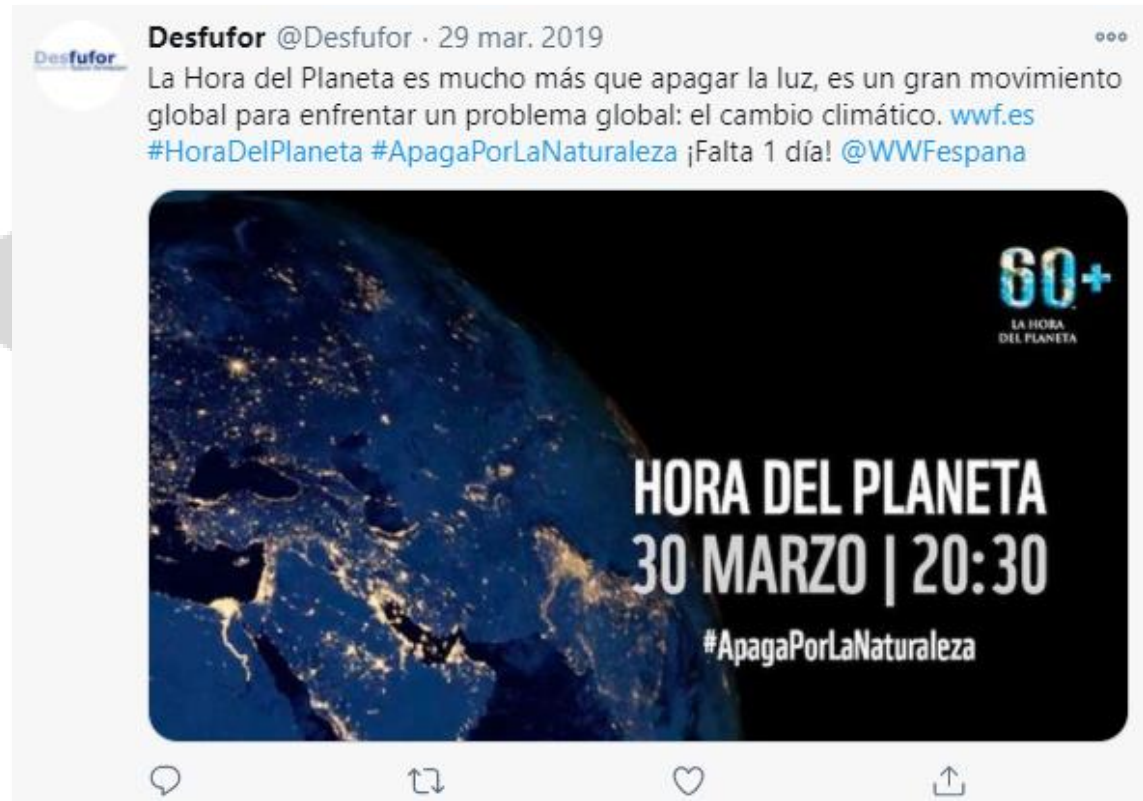 Desfufor @Desfufor · 29 mar. 2019
Desfufor
La Hora del Planeta es mucho más que apagar la luz, es un gran movimiento
global para enfrentar un problema global: el cambio climático. wwf.es
#HoraDelPlaneta #ApagaPorLaNaturaleza ¡Falta 1 día! @WWFespana
60+
LA HORA
DEL PLANETA
HORA DEL PLANETA
30 MARZO | 20:30
#ApagaPorLaNaturaleza